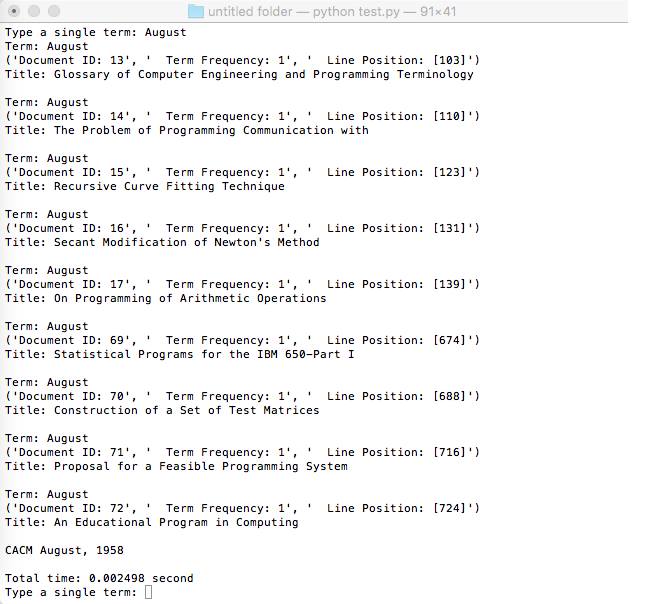 untitled folder — python test.py — 91×41
Type a single term: August
Term: August
('Document ID: 13', '  Term Frequency: 1', '  Line Position: [103]')
Title: Glossary of Computer Engineering and Programming Terminology
Term: August
('Document ID: 14', '  Term Frequency: 1', '  Line Position: [110]')
Title: The Problem of Programming Communication with
Term: August
('Document ID: 15', '  Term Frequency: 1', '  Line Position: [123]')
Title: Recursive Curve Fitting Technique
Term: August
('Document ID: 16', '  Term Frequency: 1', '  Line Position: [131]')
Title: Secant Modification of Newton's Method
Term: August
('Document ID: 17', '  Term Frequency: 1', '  Line Position: [139]')
Title: On Programming of Arithmetic Operations
Term: August
('Document ID: 69', '  Term Frequency: 1', '  Line Position: [674]')
Title: Statistical Programs for the IBM 650-Part I
Term: August
('Document ID: 70', '  Term Frequency: 1', '  Line Position: [688]')
Title: Construction of a Set of Test Matrices
Term: August
('Document ID: 71', '  Term Frequency: 1', '  Line Position: [716]')
Title: Proposal for a Feasible Programming System
Term: August
('Document ID: 72', '  Term Frequency: 1', '  Line Position: [724]')
Title: An Educational Program in Computing
CACM August, 1958
Total time: 0.002498 second
Type a single term: